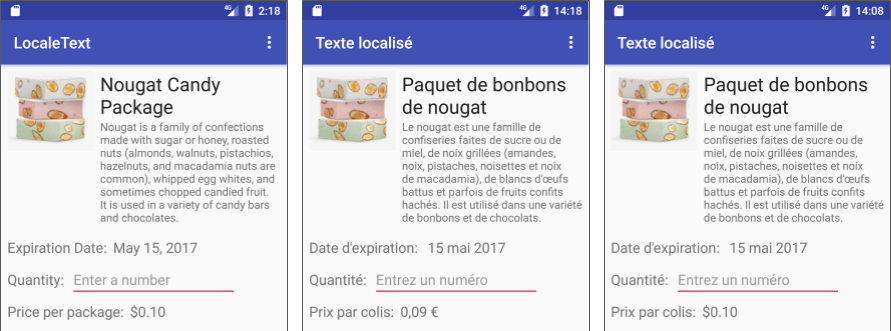 4G 2:18
LocaleText
Nougat Candy
Package
Nougat is a family of confections
made with sugar or honey, roasted
nuts (almonds, walnuts, pistachios,
hazelnuts, and macadamia nuts are
common), whipped egg whites, and
sometimes chopped candied fruit.
It is used in a variety of candy bars
and chocolates.
Expiration Date: May 15, 2017
Quantity: Enter a number
Price per package: $0.10
4G 14:18
Texte localisé
Paquet de bonbons
de nougat
Le nougat est une famille de
confiseries faites de sucre ou de
miel, de noix grillées (amandes,
noix, pistaches, noisettes et noix
de macadamia), de blancs d'œufs
battus et parfois de fruits confits
hachés. Il est utilisé dans une variété
de bonbons et de chocolats.
Date d'expiration: 15 mai 2017
Quantité: Entrez un numéro
Prix par colis: 0,09 €
4G 14:08
Texte localisé
Paquet de bonbons
de nougat
Le nougat est une famille de
confiseries faites de sucre ou de
miel, de noix grillées (amandes,
noix, pistaches, noisettes et noix
de macadamia), de blancs d'œufs
battus et parfois de fruits confits
hachés. Il est utilisé dans une variété
de bonbons et de chocolats.
Date d'expiration: 15 mai 2017
Quantité: Entrez un numéro
Prix par colis: $0.10